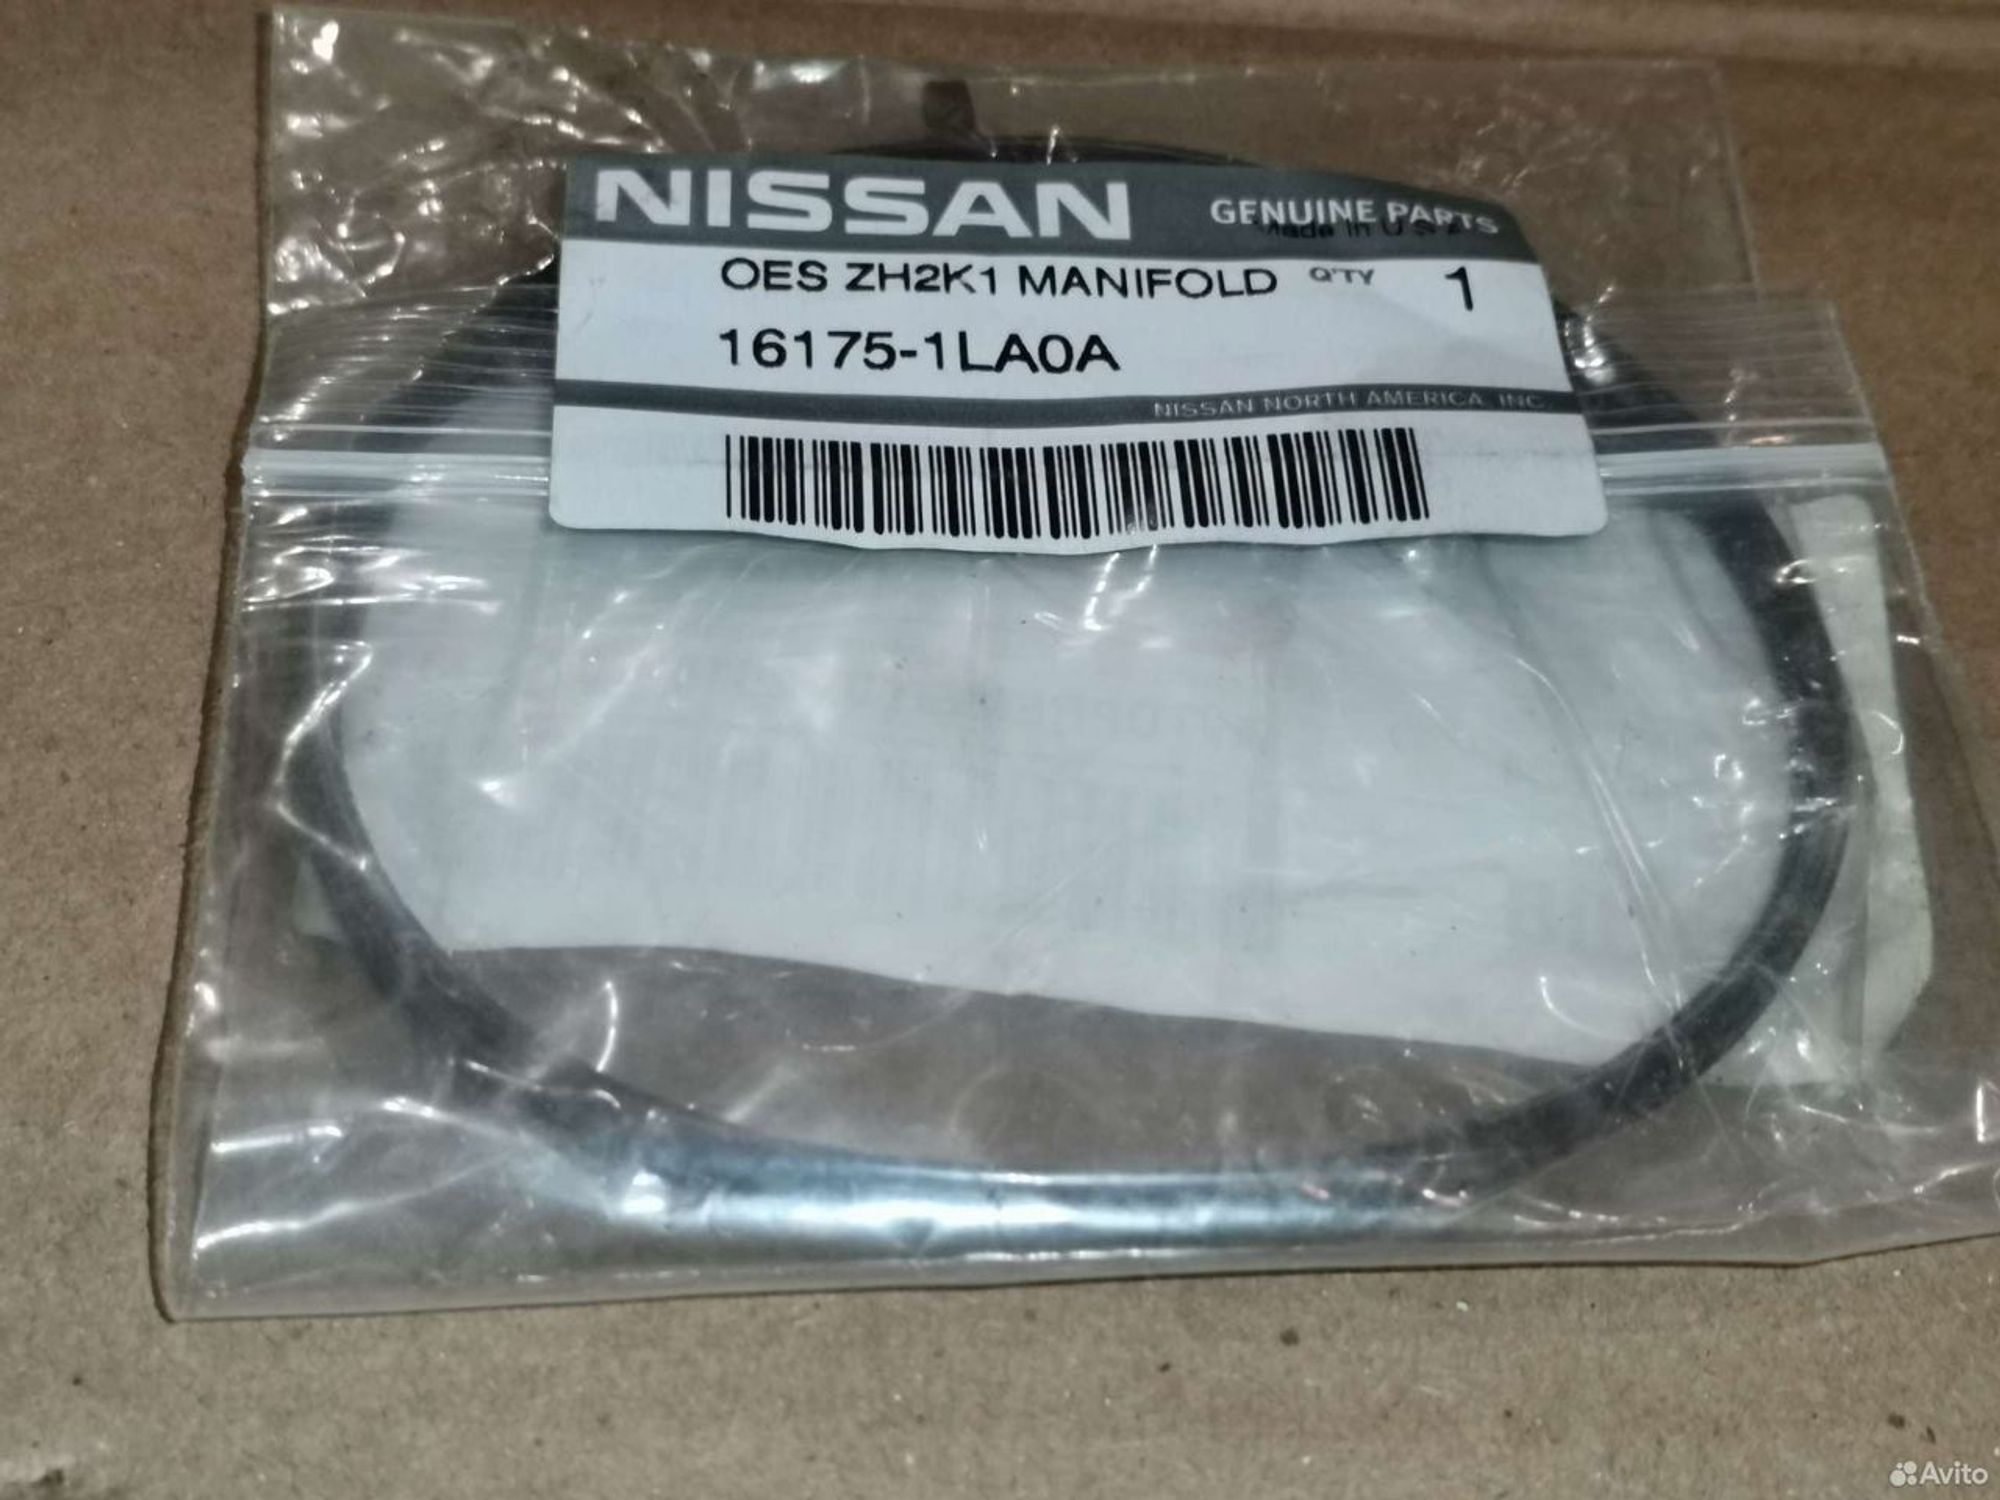 NISSAN GENUINE PARTS
Made in U S A
OES ZH2K1 MANIFOLD Q'TY 1
16175-1LA0A
NISSAN NORTH AMERICA, INC
Avito